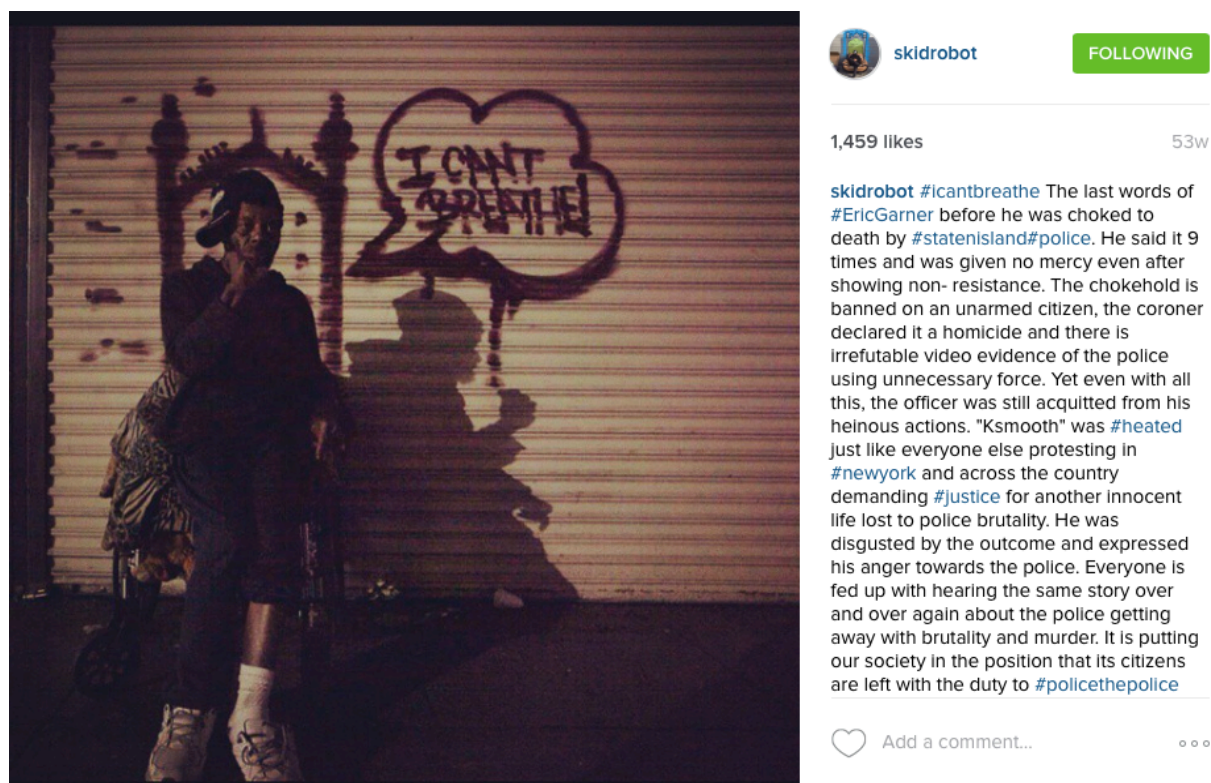 I CANT
BREATHE!
skidrobot
FOLLOWING
1,459 likes
53w
skidrobot #icantbreathe The last words of
#EricGarner before he was choked to
death by #statenisland#police. He said it 9
times and was given no mercy even after
showing non- resistance. The chokehold is
banned on an unarmed citizen, the coroner
declared it a homicide and there is
irrefutable video evidence of the police
using unnecessary force. Yet even with all
this, the officer was still acquitted from his
heinous actions. "Ksmooth" was #heated
just like everyone else protesting in
#newyork and across the country
demanding #justice for another innocent
life lost to police brutality. He was
disgusted by the outcome and expressed
his anger towards the police. Everyone is
fed up with hearing the same story over
and over again about the police getting
away with brutality and murder. It is putting
our society in the position that its citizens
are left with the duty to #policethepolice
Add a comment...